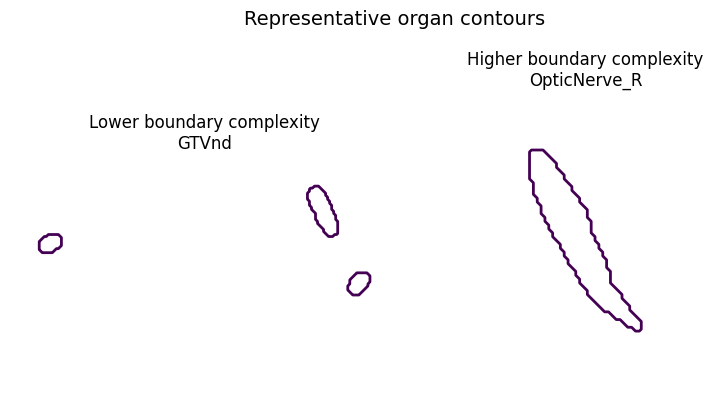 Representative organ contours
Lower boundary complexity
GTVnd
Higher boundary complexity
OpticNerve_R